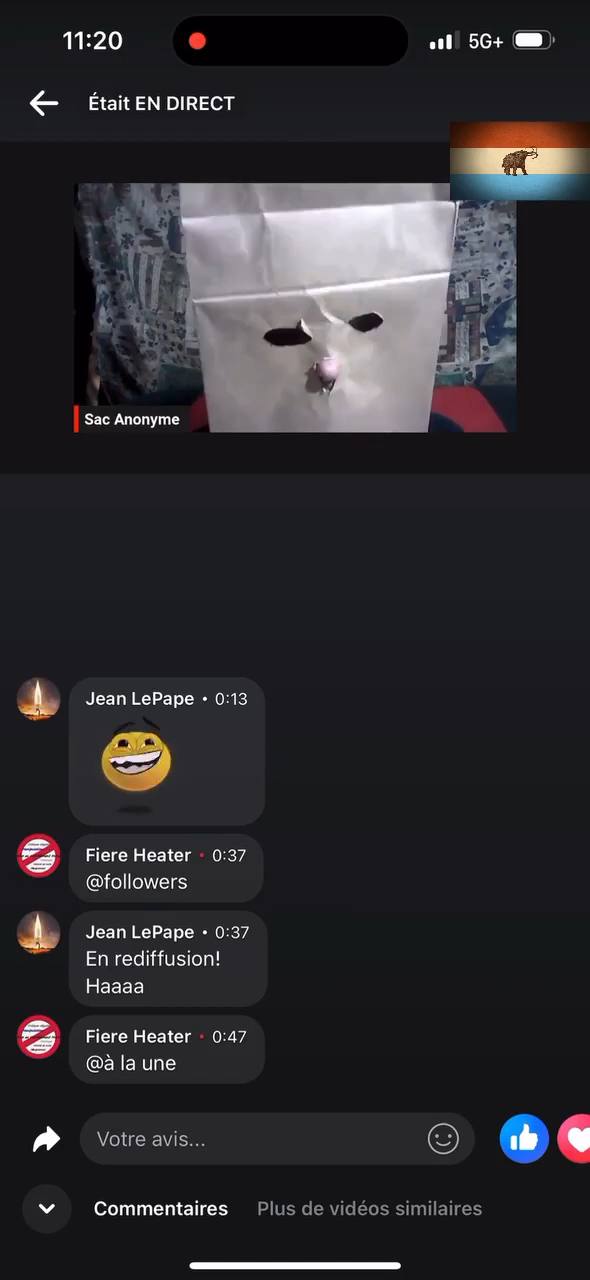 11:20
5G+
Était EN DIRECT
Sac Anonyme
Jean LePape • 0:13
Fiere Heater • 0:37
@followers
Jean LePape • 0:37
En rediffusion!
Haaaa
Fiere Heater • 0:47
@à la une
Votre avis...
Commentaires
Plus de vidéos similaires